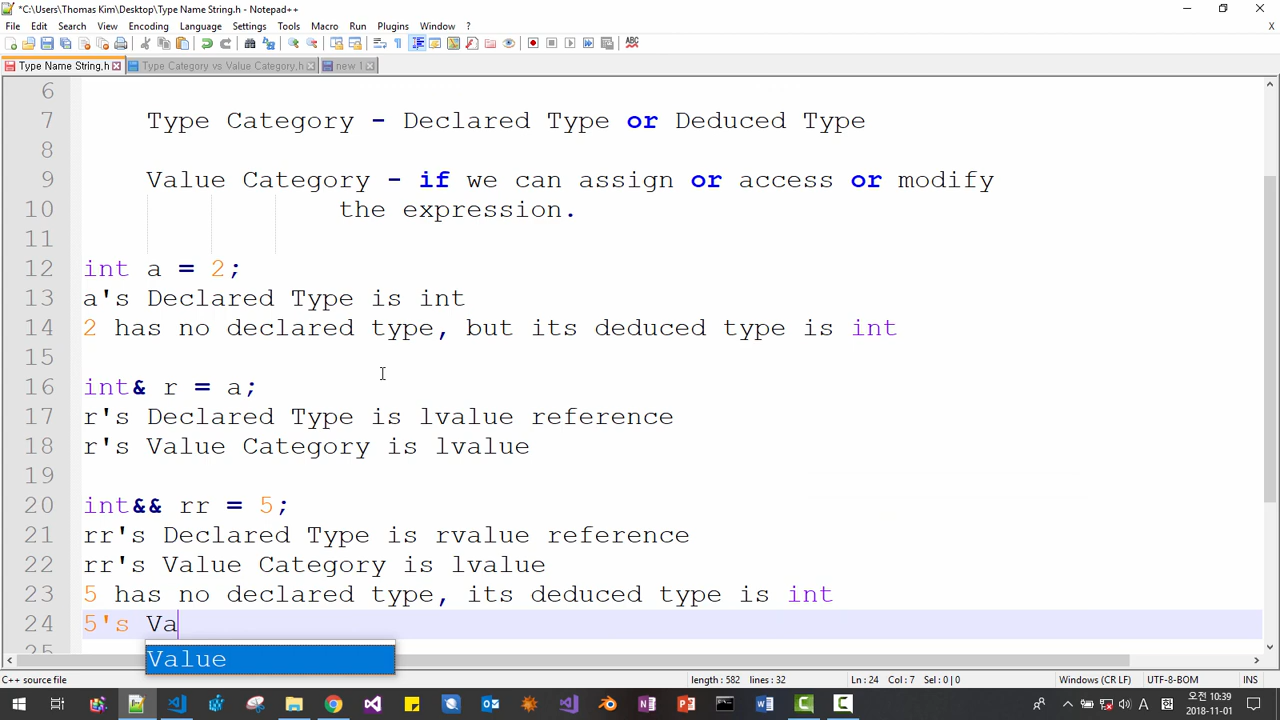 *C:\Users\Thomas Kim\Desktop\Type Name String.h - Notepad++
File Edit Search View Encoding Language Settings Tools Macro Run Plugins Window ?
Type Name String.h Type Category vs Value Category.h new 1
6
7 Type Category - Declared Type or Deduced Type
8
9 Value Category - if we can assign or access or modify
10 the expression.
11
12 int a = 2;
13 a's Declared Type is int
14 2 has no declared type, but its deduced type is int
15
16 int& r = a;
17 r's Declared Type is lvalue reference
18 r's Value Category is lvalue
19
20 int&& rr = 5;
21 rr's Declared Type is rvalue reference
22 rr's Value Category is lvalue
23 5 has no declared type, its deduced type is int
24 5's Va
25
Value
C++ source file length : 582 lines : 32 Ln : 24 Col : 7 Sel : 0 | 0 Windows (CR LF) UTF-8-BOM INS
A 오전 10:39
2018-11-01